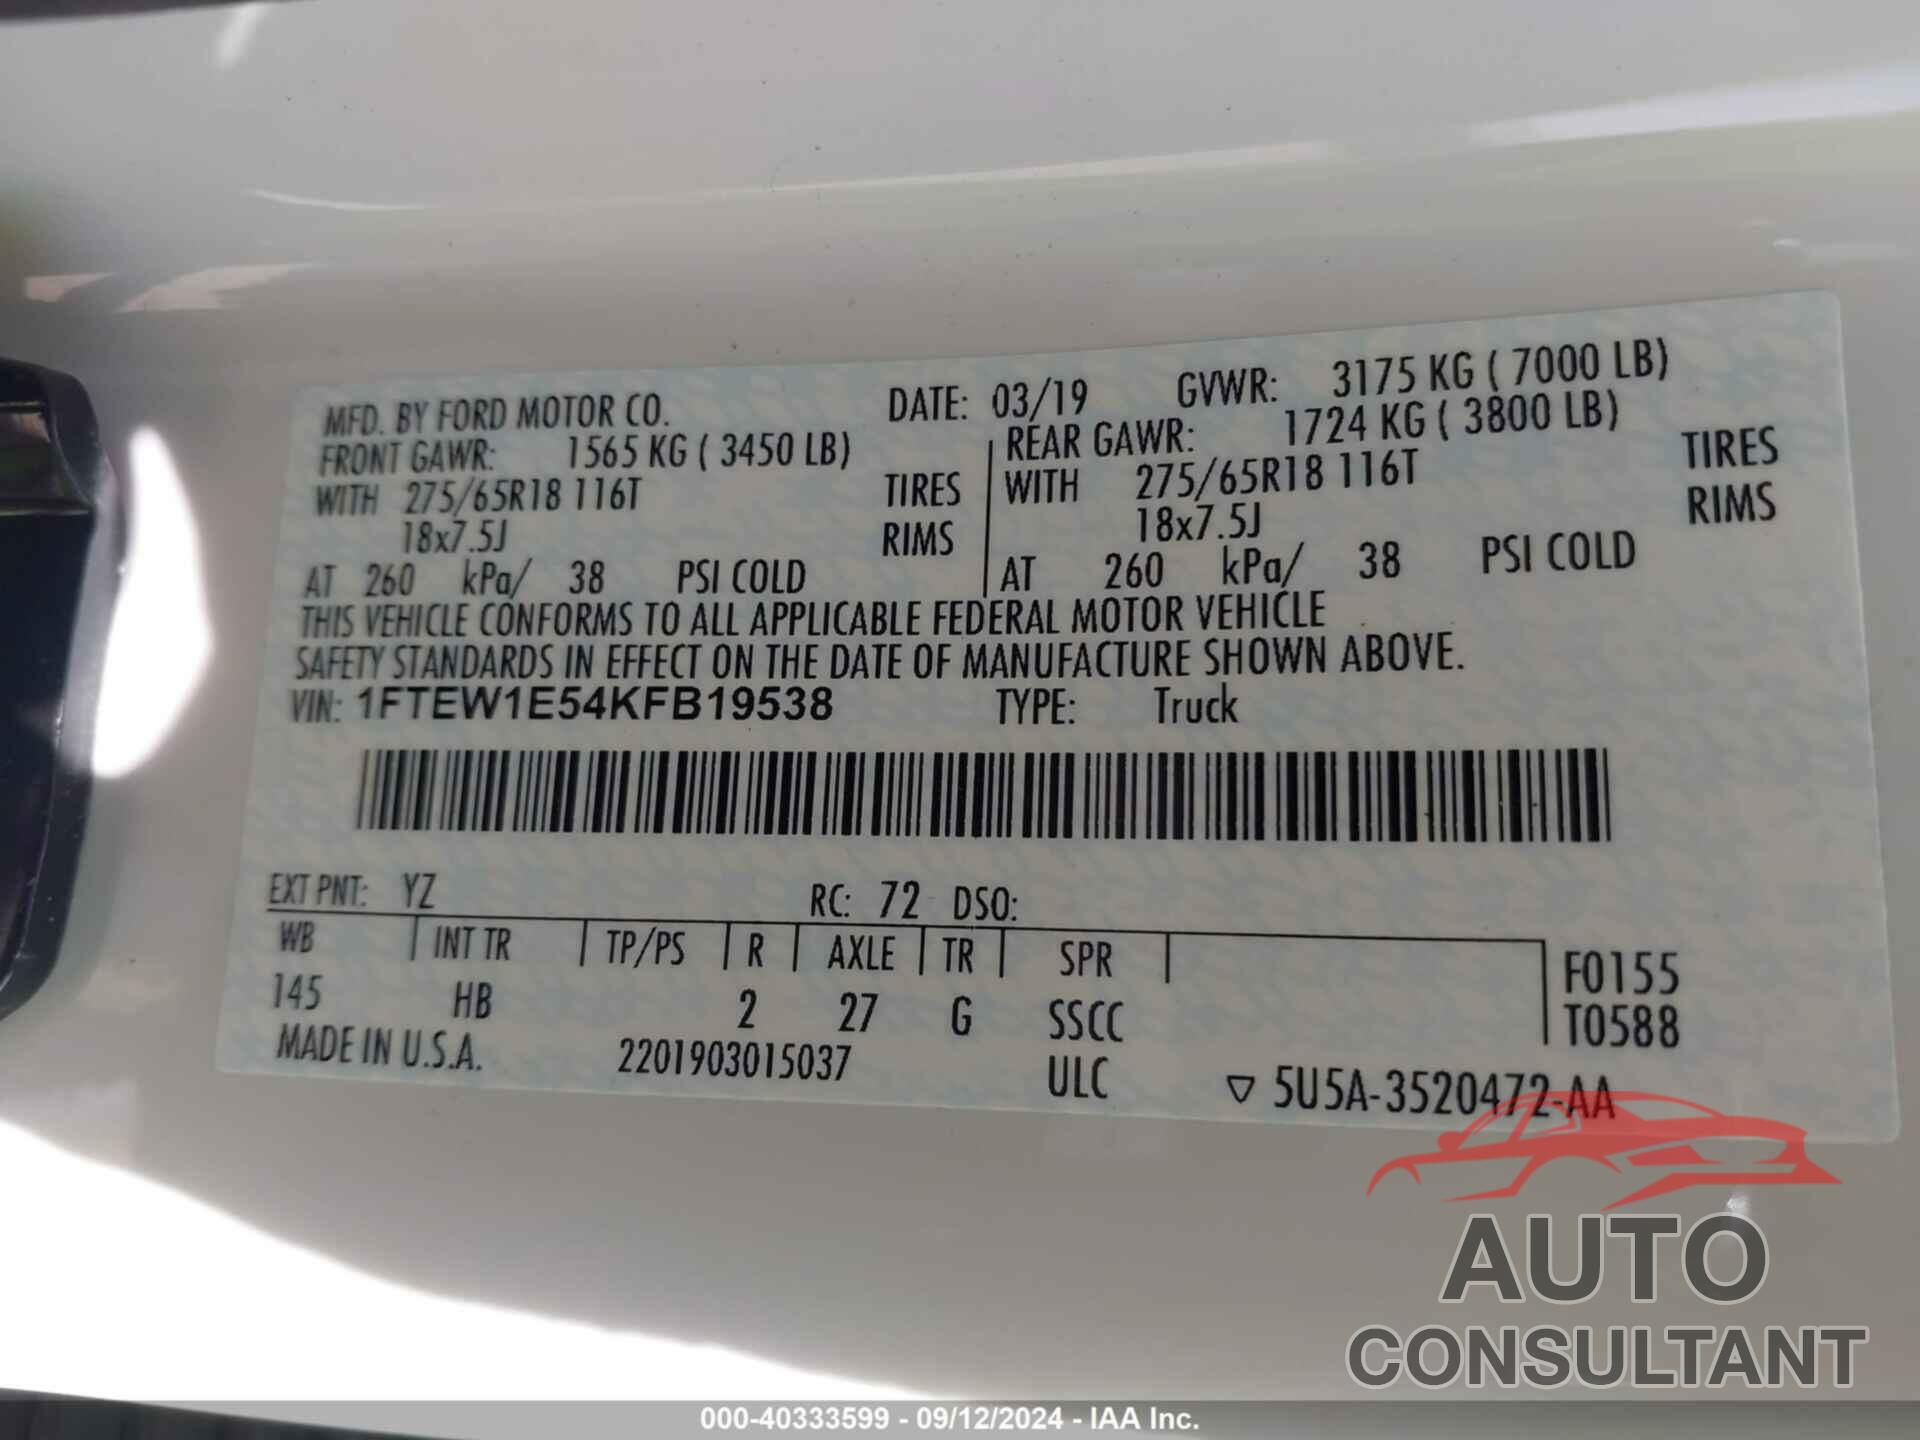 MFD. BY FORD MOTOR CO. DATE: 03/19 GVWR: 3175 KG ( 7000 LB)
FRONT GAWR: 1565 KG ( 3450 LB) REAR GAWR: 1724 KG ( 3800 LB)
WITH 275/65R18 116T TIRES WITH 275/65R18 116T TIRES
18x7.5J RIMS 18x7.5J RIMS
AT 260 kPa/ 38 PSI COLD AT 260 kPa/ 38 PSI COLD
THIS VEHICLE CONFORMS TO ALL APPLICABLE FEDERAL MOTOR VEHICLE
SAFETY STANDARDS IN EFFECT ON THE DATE OF MANUFACTURE SHOWN ABOVE.
VIN: 1FTEW1E54KFB19538 TYPE: Truck
EXT PNT: YZ RC: 72 DSO:
WB INT TR TP/PS R AXLE TR SPR F0155
145 HB 2 27 G SSCC T0588
MADE IN U.S.A. 2201903015037 ULC ▽ 5U5A-3520472-AA
AUTO
CONSULTANT
000-40333599 - 09/12/2024 - IAA Inc.